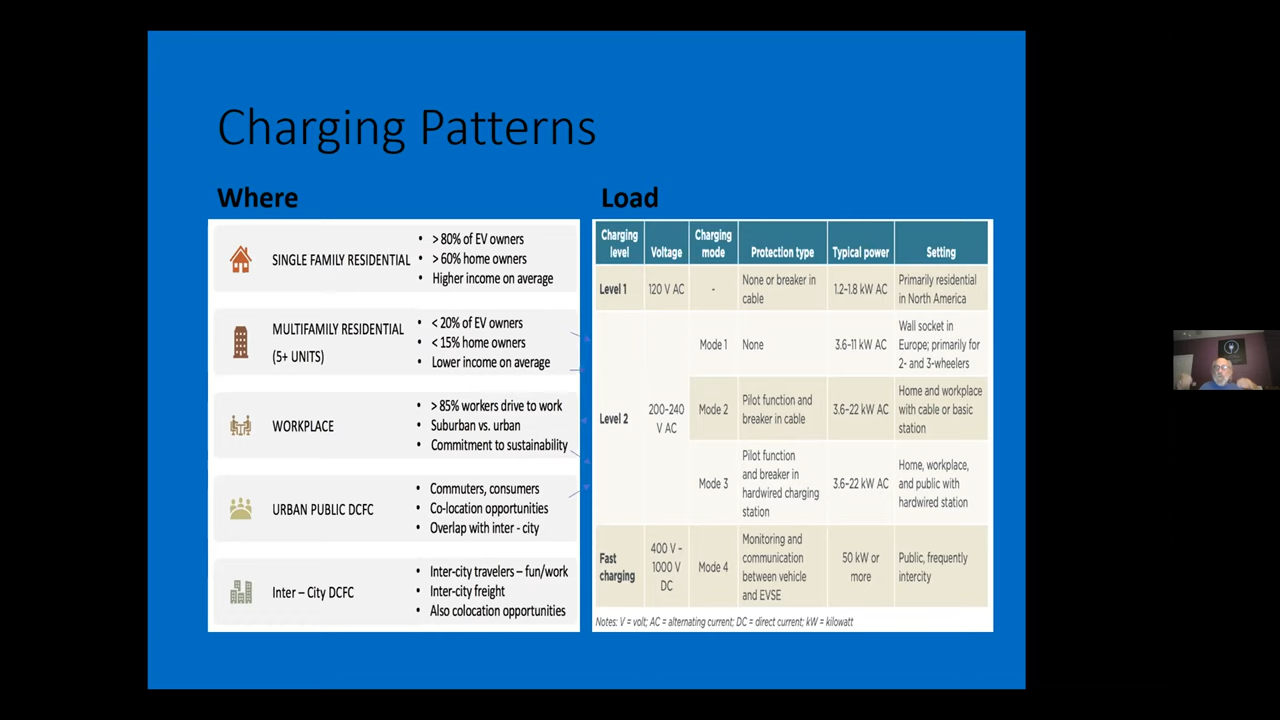 Charging Patterns
Where
SINGLE FAMILY RESIDENTIAL
• > 80% of EV owners
• > 60% home owners
• Higher income on average
MULTIFAMILY RESIDENTIAL
(5+ UNITS)
• < 20% of EV owners
• < 15% home owners
• Lower income on average
WORKPLACE
• > 85% workers drive to work
• Suburban vs. urban
• Commitment to sustainability
URBAN PUBLIC DCFC
• Commuters, consumers
• Co-location opportunities
• Overlap with inter - city
Inter – City DCFC
• Inter-city travelers – fun/work
• Inter-city freight
• Also colocation opportunities
Load
Charging
level
Voltage
Charging
mode
Protection type
Typical power
Setting
Level 1
120 V AC
-
None or breaker in
cable
1.2-1.8 kW AC
Primarily residential
in North America
Level 2
200-240
V AC
Mode 1
None
3.6-11 kW AC
Wall socket in
Europe; primarily for
2- and 3-wheelers
Mode 2
Pilot function and
breaker in cable
3.6-22 kW AC
Home and workplace
with cable or basic
station
Mode 3
Pilot function
and breaker in
hardwired charging
station
3.6-22 kW AC
Home, workplace,
and public with
hardwired station
Fast
charging
400 V -
1000 V
DC
Mode 4
Monitoring and
communication
between vehicle
and EVSE
50 kW or
more
Public, frequently
intercity
Notes: V = volt; AC = alternating current; DC = direct current; kW = kilowatt